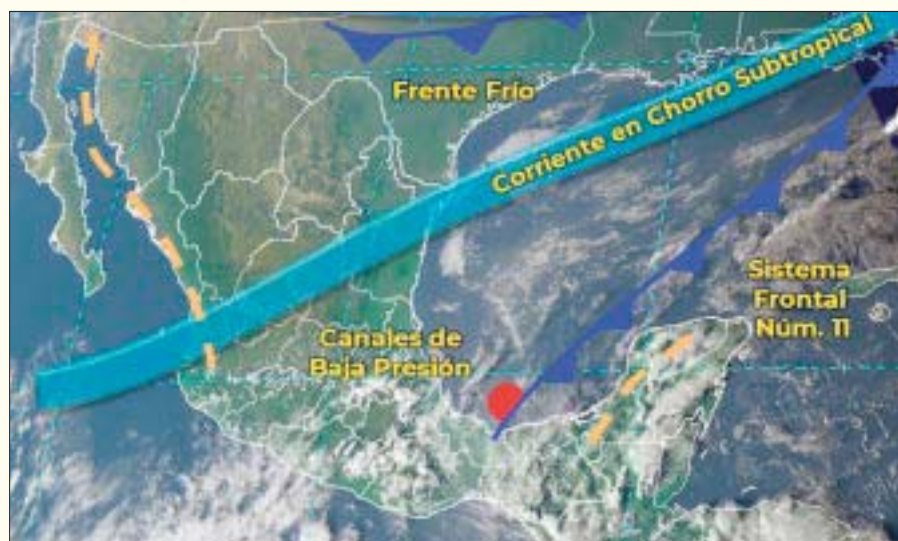 Frente Frío
Corriente en Chorro Subtropical
Sistema
Frontal
Núm. 11
Canales de
Baja Presión